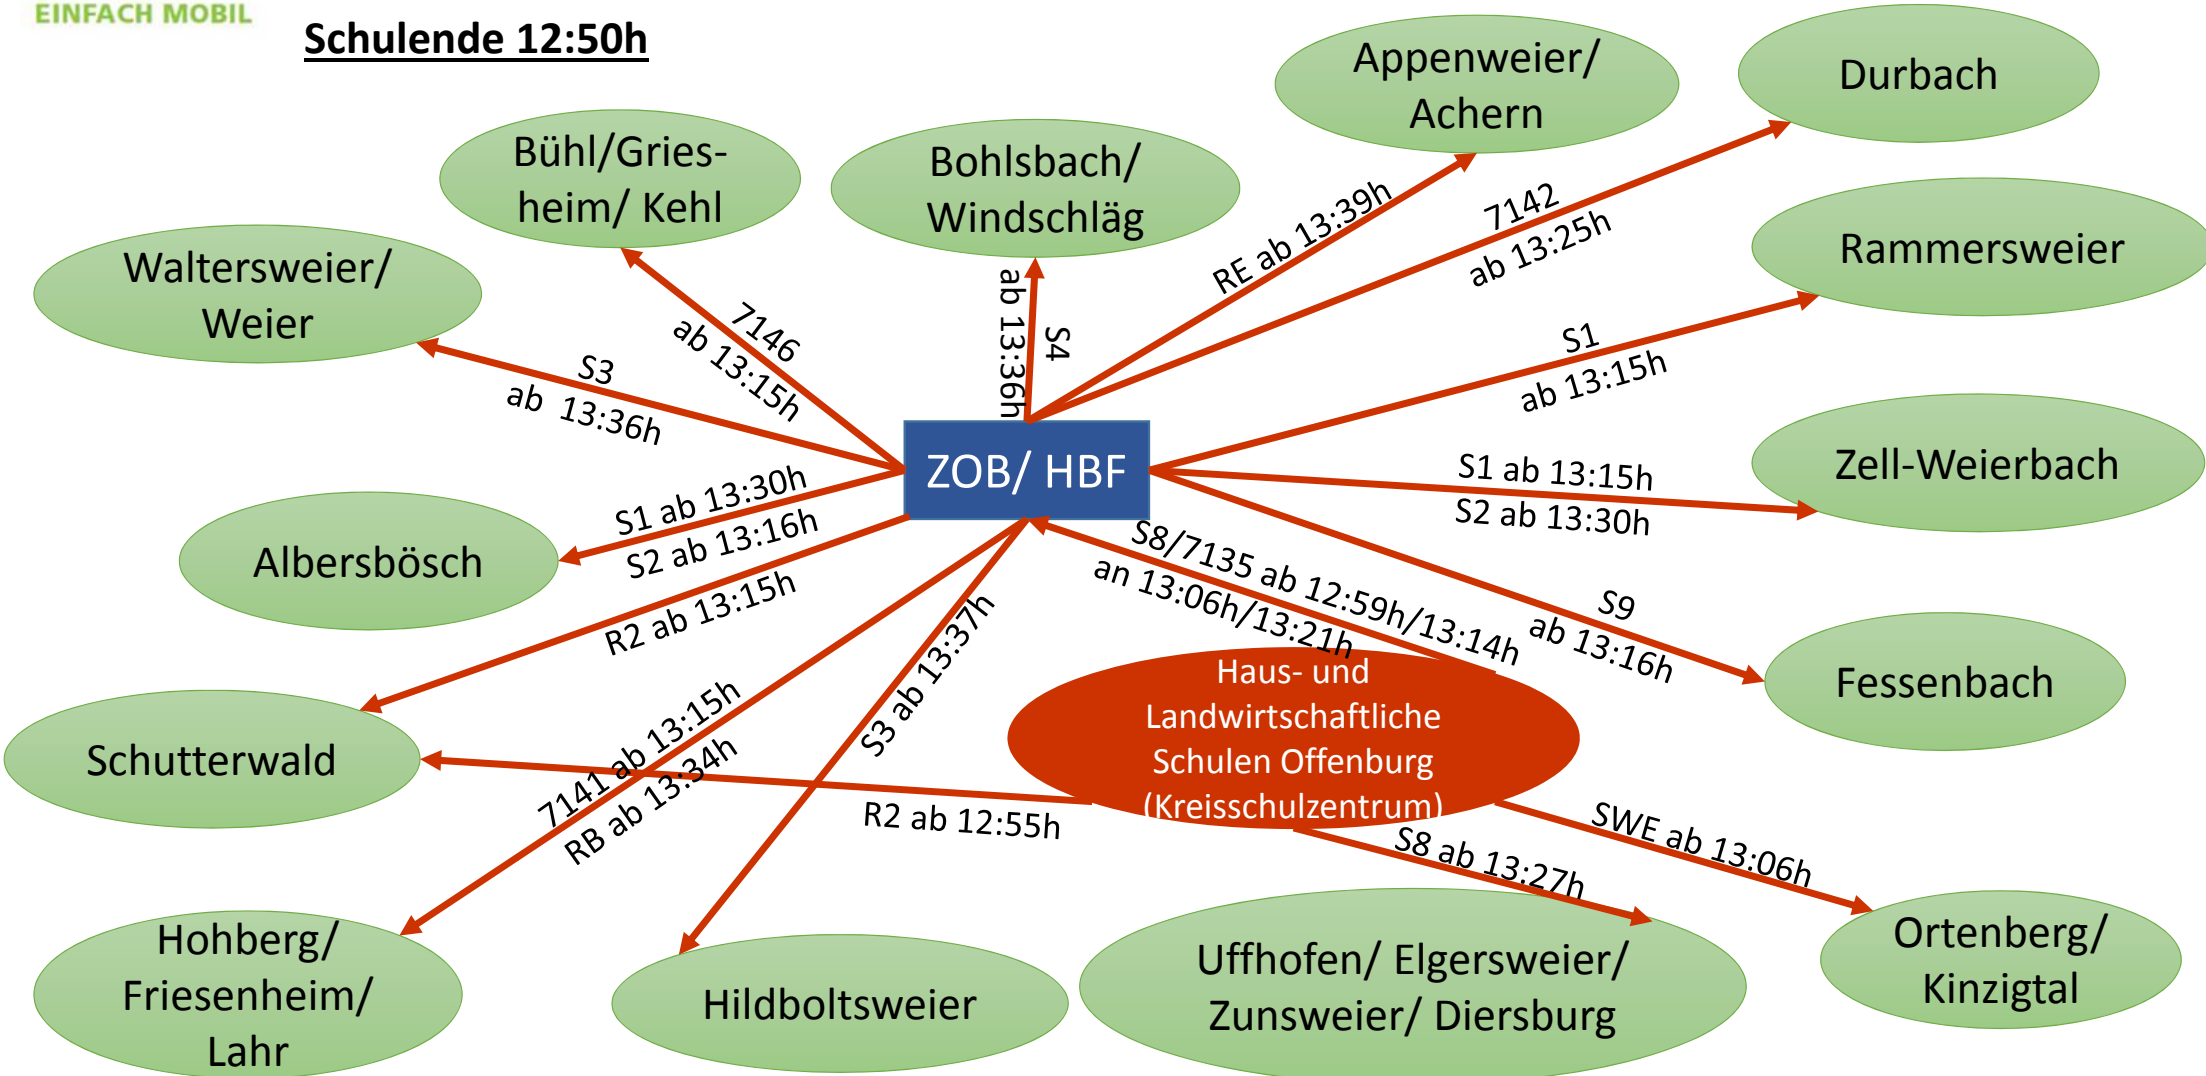 EINFACH MOBIL
Schulende 12:50h
Appenweier/
Achern
Durbach
Bühl/Gries-
heim/ Kehl
Bohlsbach/
Windschläg
Rammersweier
Waltersweier/
Weier
RE ab 13:39h
7142
ab 13:25h
7146
ab 13:15h
S4
ab 13:36h
S1
ab 13:15h
S3
ab  13:36h
ZOB/ HBF
Zell-Weierbach
S1 ab 13:15h
S2 ab 13:30h
S1 ab 13:30h
S2 ab 13:16h
Albersbösch
R2 ab 13:15h
S8/7135 ab 12:59h/13:14h
an 13:06h/13:21h
S9
ab 13:16h
Fessenbach
Haus- und
Landwirtschaftliche
Schulen Offenburg
(Kreisschulzentrum)
Schutterwald
7141 ab 13:15h
RB ab 13:34h
S3 ab 13:37h
R2 ab 12:55h
S8 ab 13:27h
SWE ab 13:06h
Hohberg/
Friesenheim/
Lahr
Hildboltsweier
Uffhofen/ Elgersweier/
Zunsweier/ Diersburg
Ortenberg/
Kinzigtal